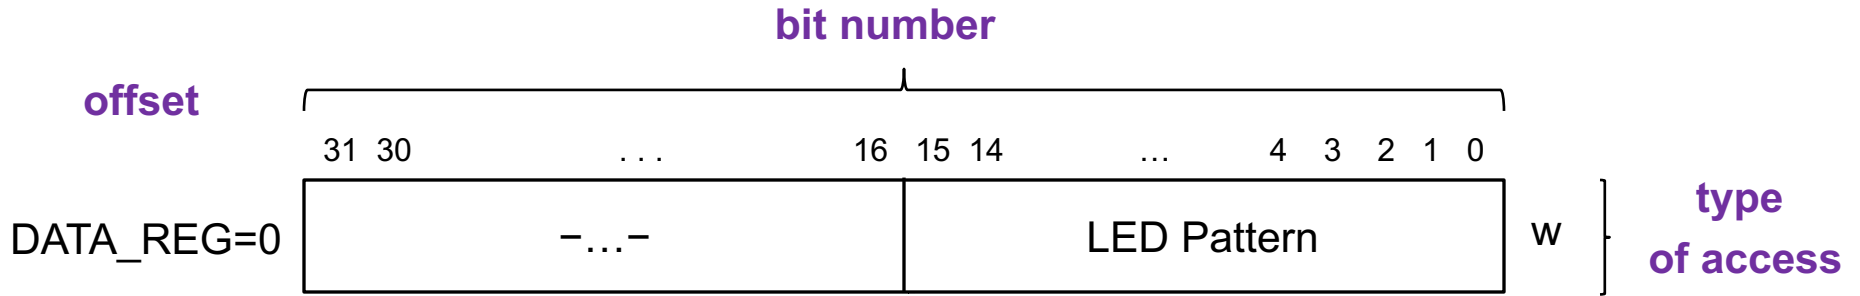 bit number
offset
31 30 . . . 16 15 14 ... 4 3 2 1 0
DATA_REG=0 −...− LED Pattern w
type
of access